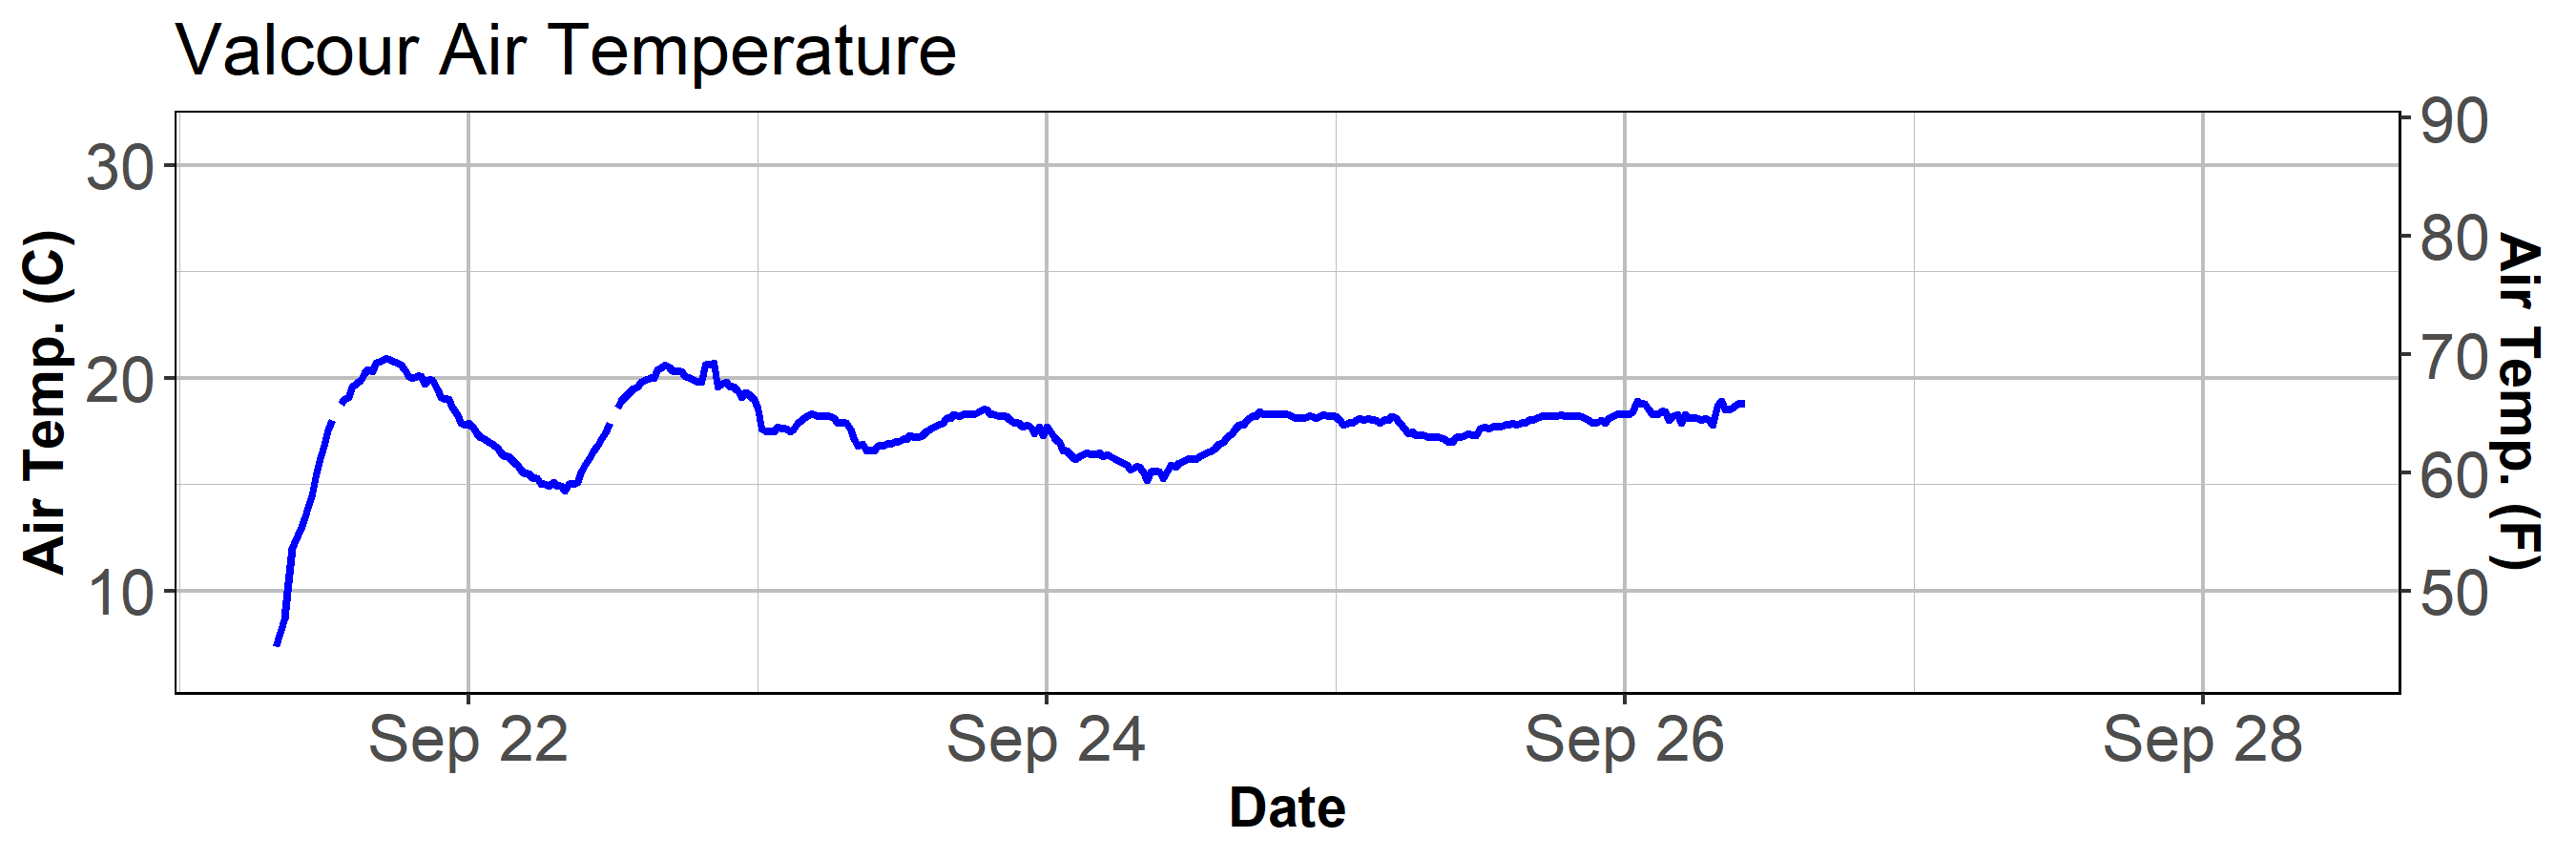 Valcour Air Temperature
Air Temp. (C)
30
20
10
90
80
70
60
50
Air Temp. (F)
Sep 22
Sep 24
Sep 26
Sep 28
Date